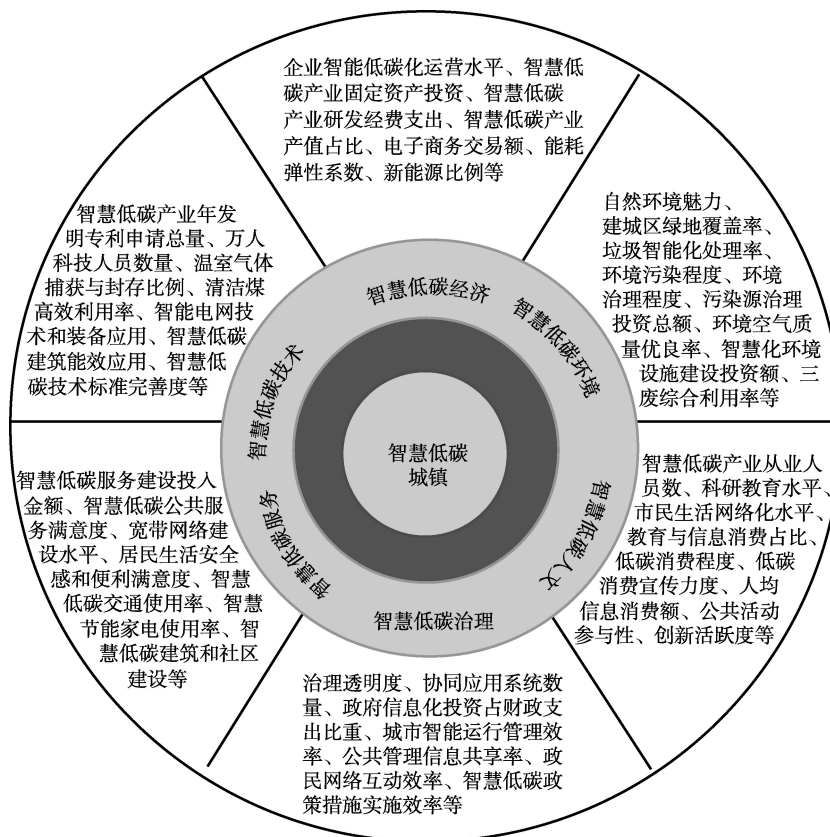 企业智能低碳化运营水平、智慧低
碳产业固定资产投资、智慧低碳
产业研发经费支出、智慧低碳产业
产值占比、电子商务交易额、能耗
弹性系数、新能源比例等
自然环境魅力、
建城区绿地覆盖率、
垃圾智能化处理率、
环境污染程度、环境
治理程度、污染源治理
投资总额、环境空气质
量优良率、智慧化环境
设施建设投资额、三
废综合利用率等
智慧低碳产业从业人
员数、科研教育水平、
市民生活网络化水平、
教育与信息消费占比、
低碳消费程度、低碳
消费宣传力度、人均
信息消费额、公共活动
参与性、创新活跃度等
治理透明度、协同应用系统数
量、政府信息化投资占财政支
出比重、城市智能运行管理效
率、公共管理信息共享率、政
民网络互动效率、智慧低碳政
策措施实施效率等
智慧低碳服务建设投入
金额、智慧低碳公共服
务满意度、宽带网络建
设水平、居民生活安全
感和便利满意度、智慧
低碳交通使用率、智慧
节能家电使用率、智
慧低碳建筑和社区
建设等
智慧低碳产业年发
明专利申请总量、万人
科技人员数量、温室气体
捕获与封存比例、清洁煤
高效利用率、智能电网技
术和装备应用、智慧低碳
建筑能效应用、智慧低
碳技术标准完善度等
智慧低碳经济
智慧低碳环境
智慧低碳人文
智慧低碳治理
智慧低碳服务
智慧低碳技术
智慧低碳
城镇